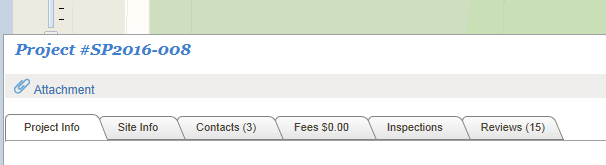 Project #SP2016-008
Attachment
Project Info Site Info Contacts (3) Fees $0.00 Inspections Reviews (15)